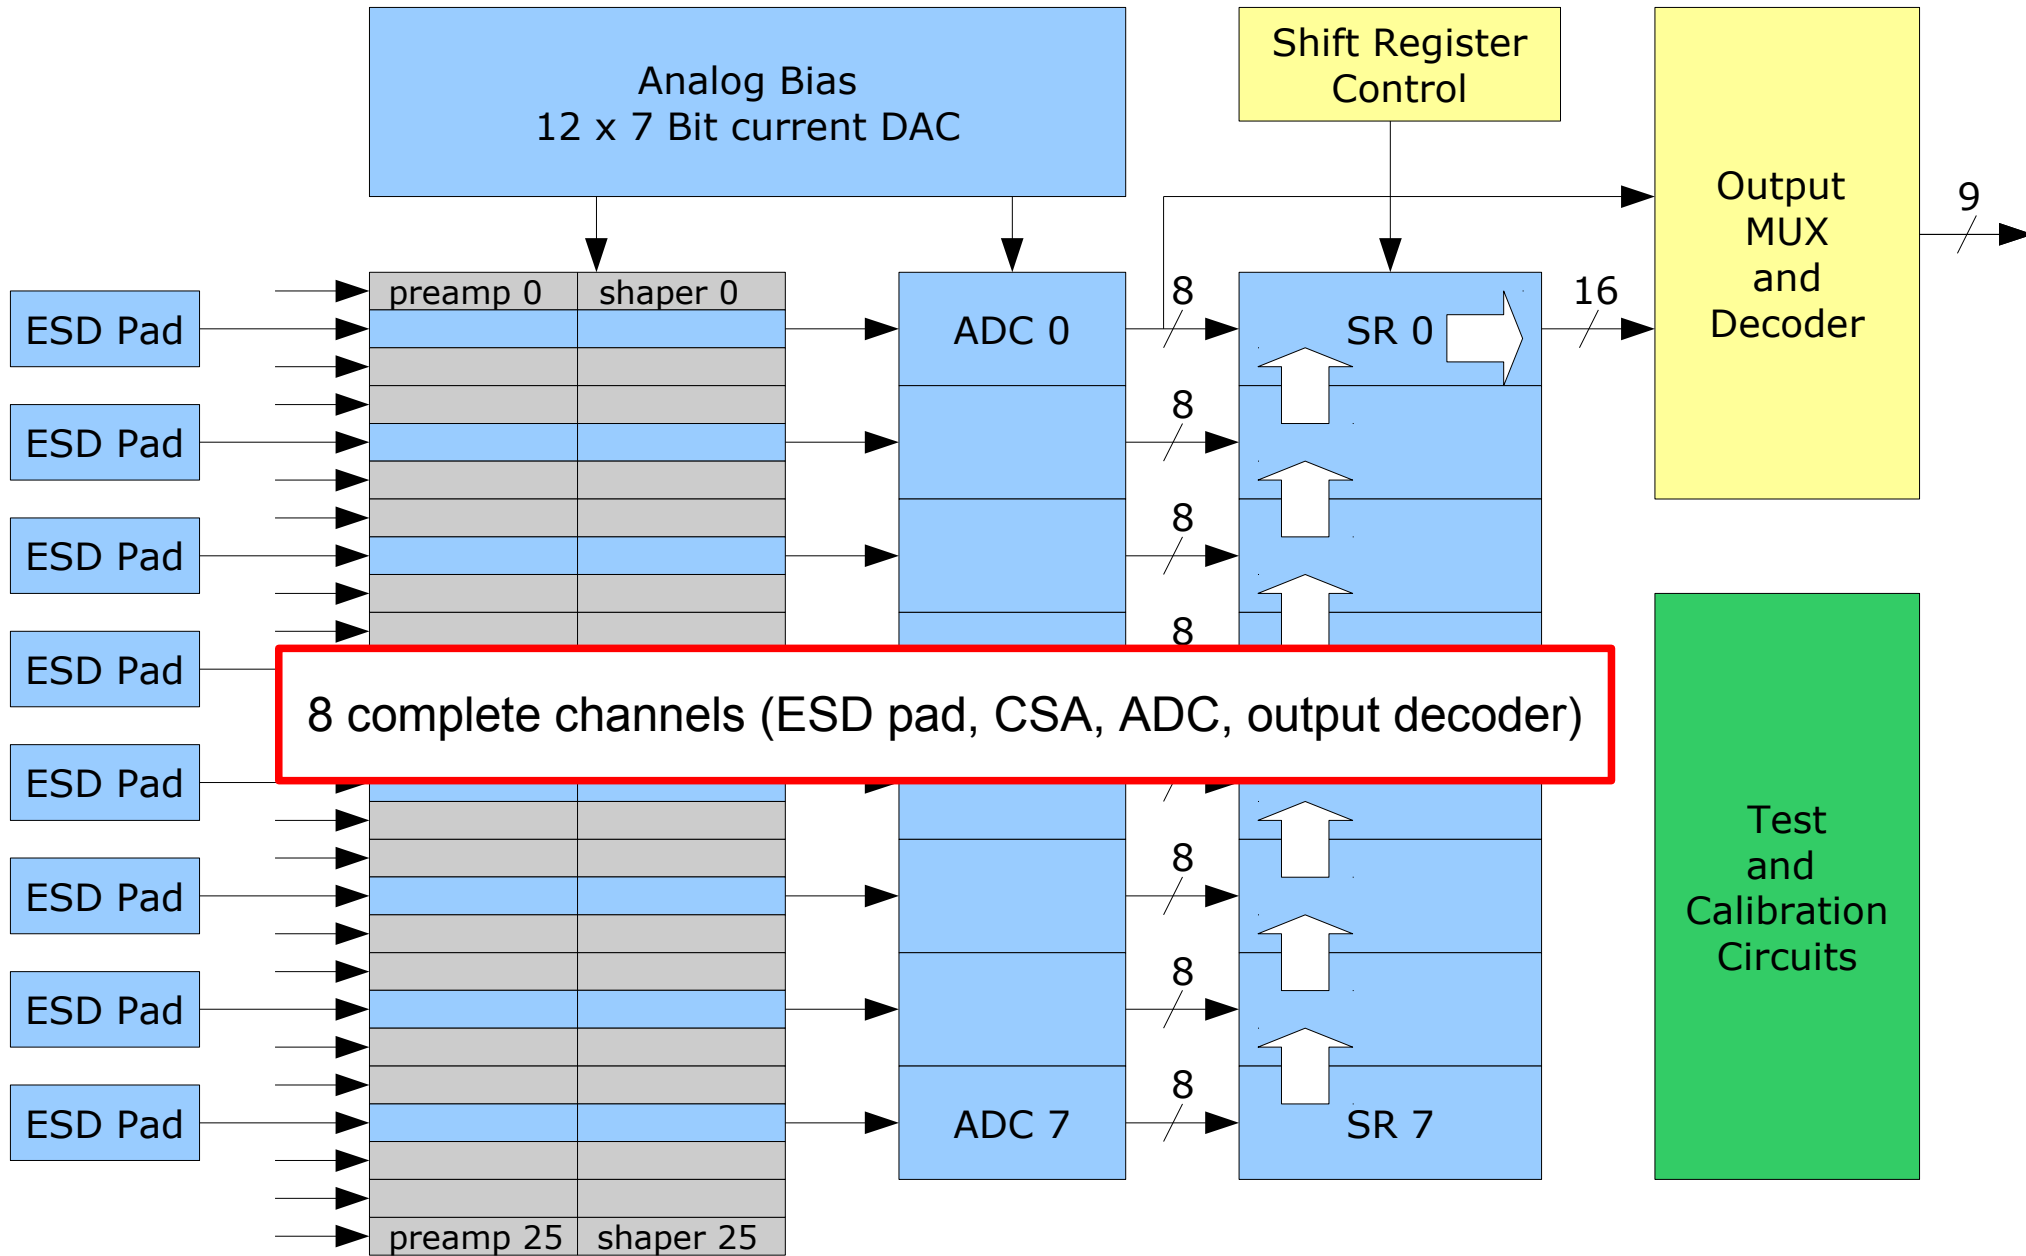 Analog Bias
12 x 7 Bit current DAC
Shift Register
Control
Output
MUX
and
Decoder
9
preamp 0 shaper 0
8
16
ESD Pad
ADC 0
SR 0
8
ESD Pad
8
ESD Pad
8
ESD Pad
8 complete channels (ESD pad, CSA, ADC, output decoder)
ESD Pad
Test
and
Calibration
Circuits
8
ESD Pad
8
ESD Pad
8
ESD Pad
ADC 7
SR 7
preamp 25 shaper 25